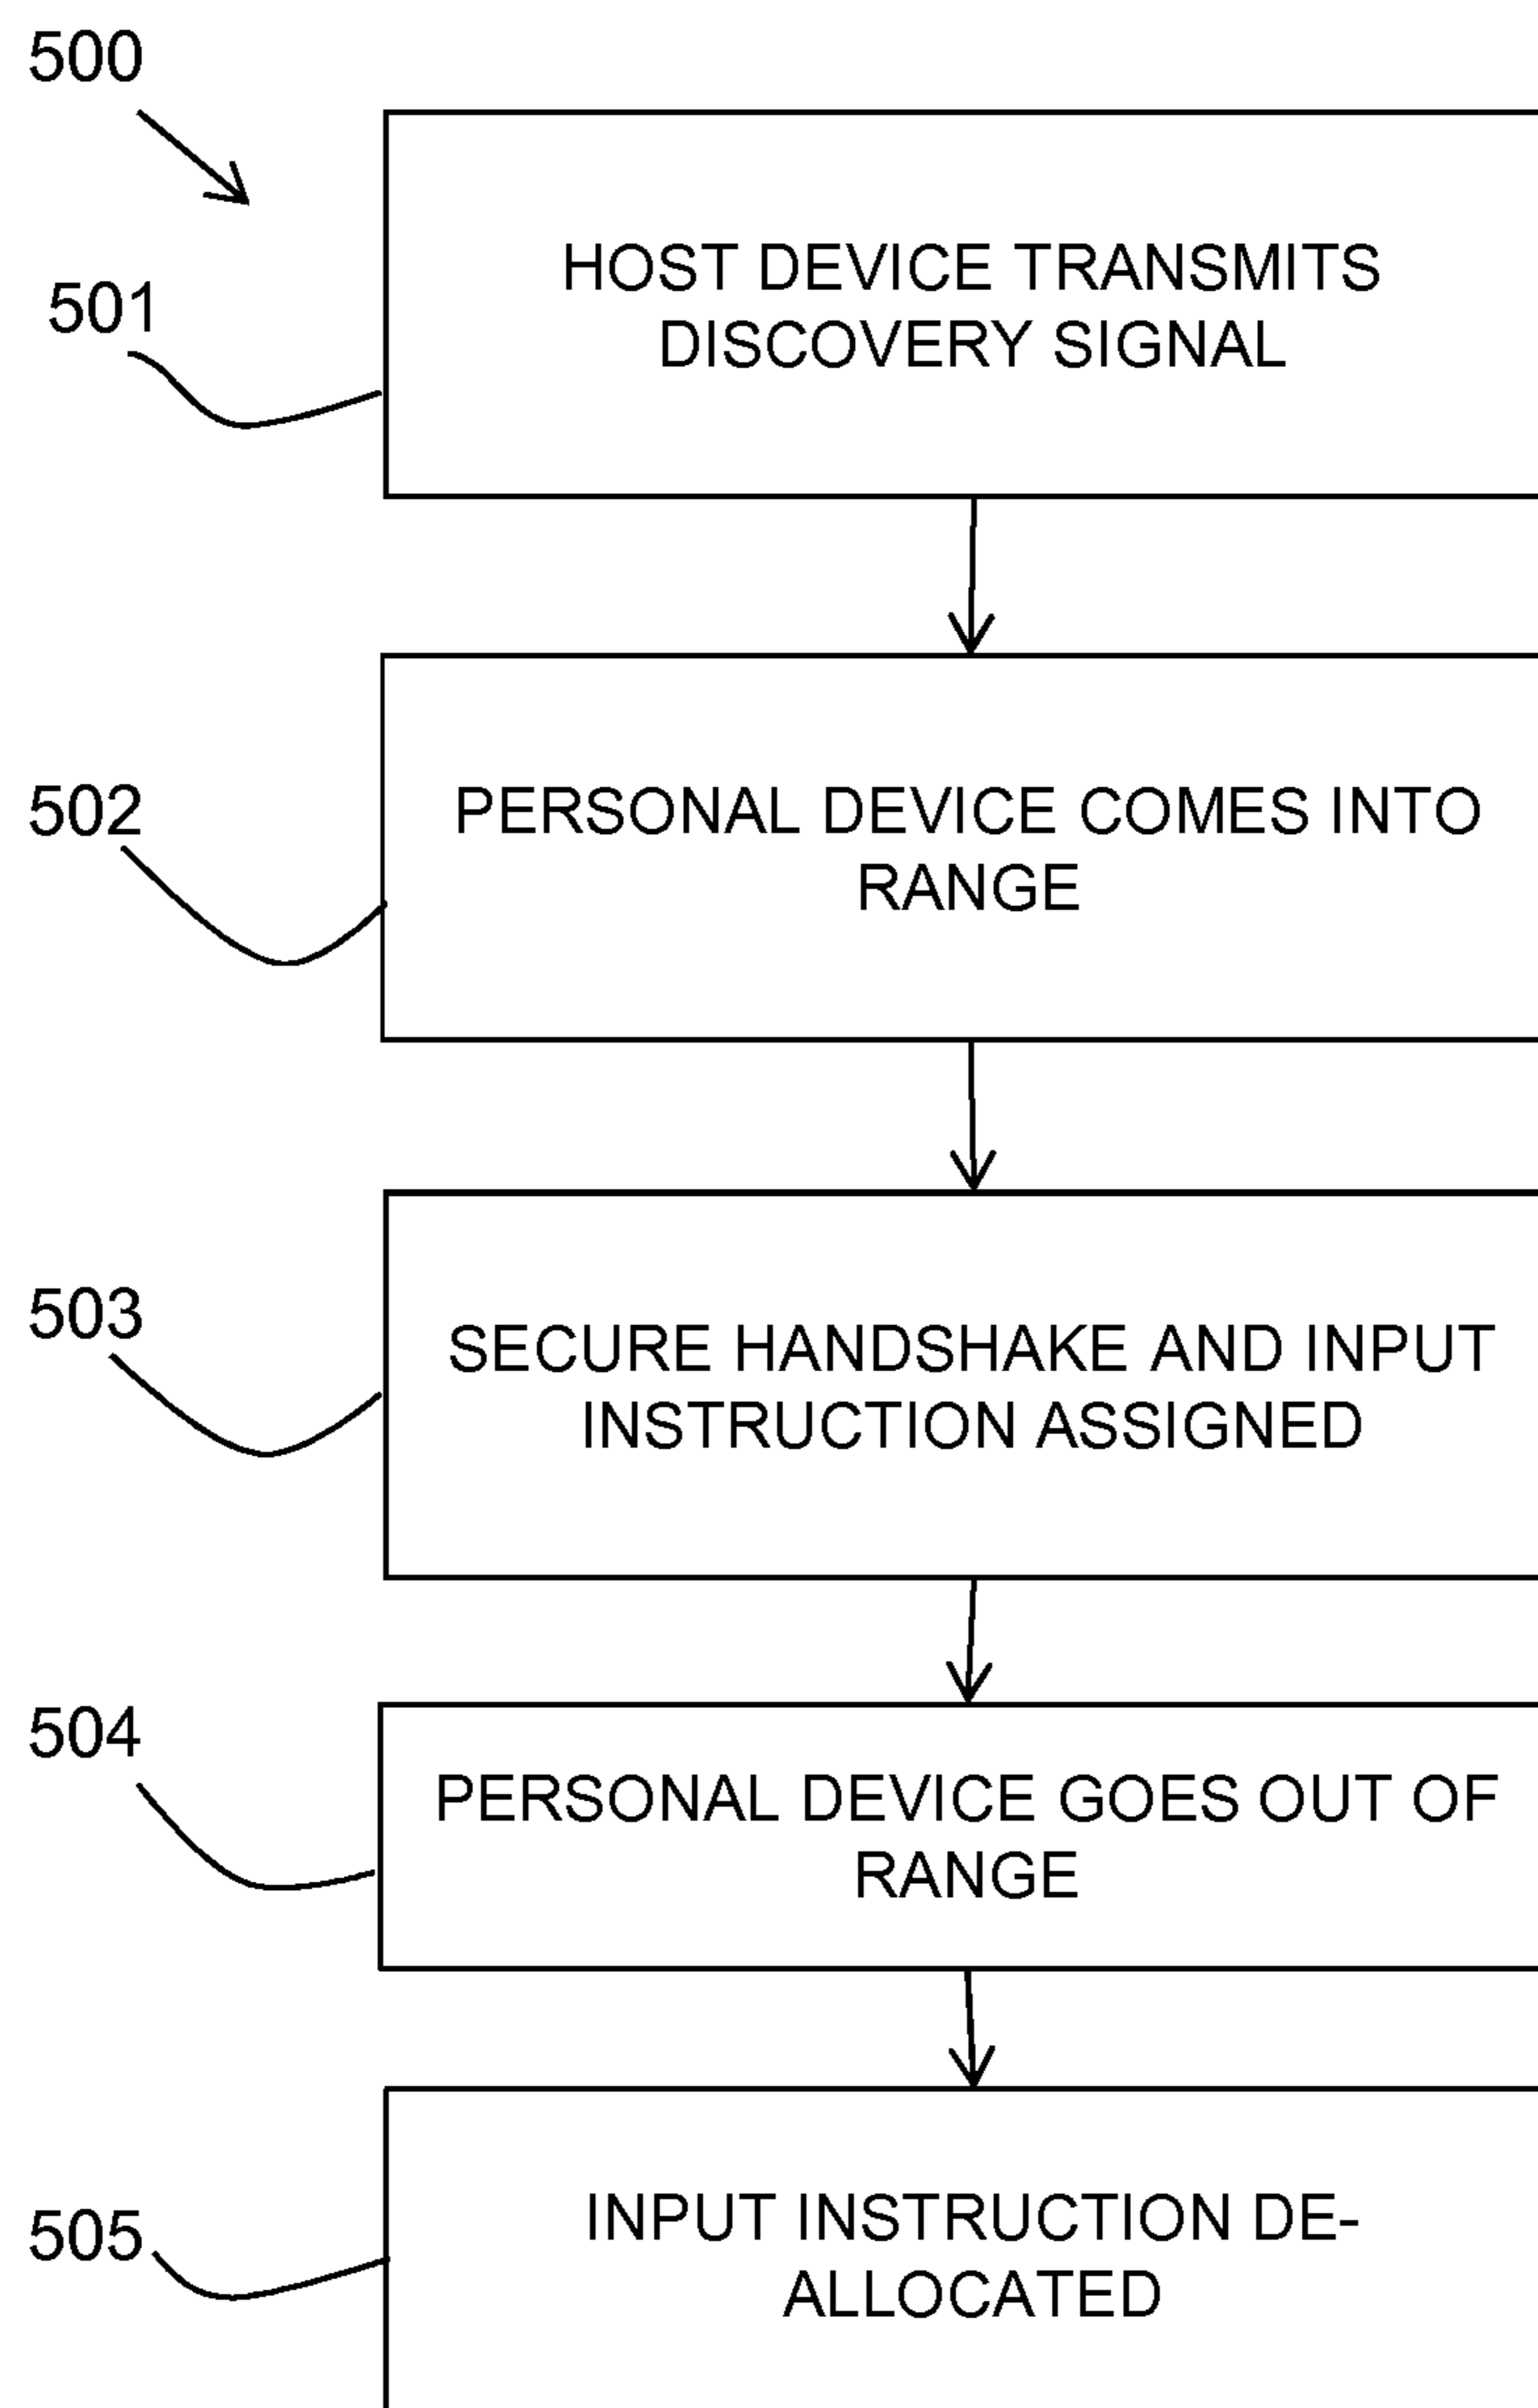 500
501
HOST DEVICE TRANSMITS
DISCOVERY SIGNAL
502
PERSONAL DEVICE COMES INTO
RANGE
503
SECURE HANDSHAKE AND INPUT
INSTRUCTION ASSIGNED
504
PERSONAL DEVICE GOES OUT OF
RANGE
505
INPUT INSTRUCTION DE-
ALLOCATED